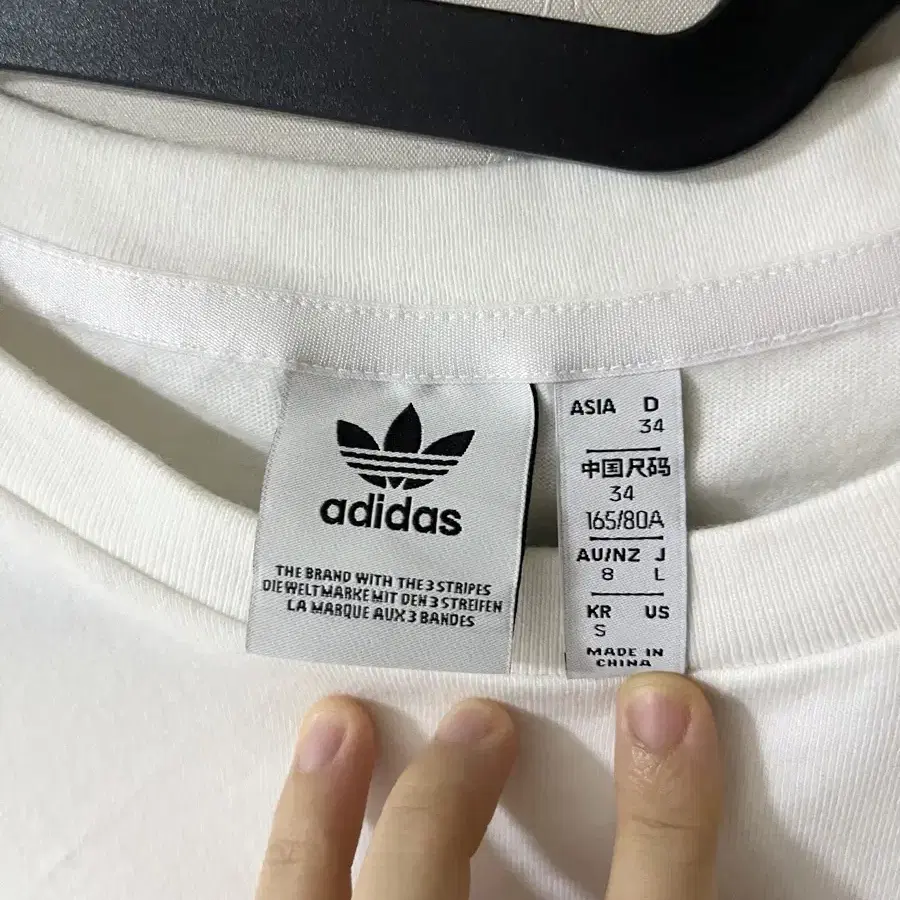 adidas
THE BRAND WITH THE 3 STRIPES
DIE WELTMARKE MIT DEN 3 STREIFEN
LA MARQUE AUX 3 BANDES
ASIA D
34
中国尺码
34
165/80A
AU/NZ J
8 L
KR US
S
MADE IN
CHINA